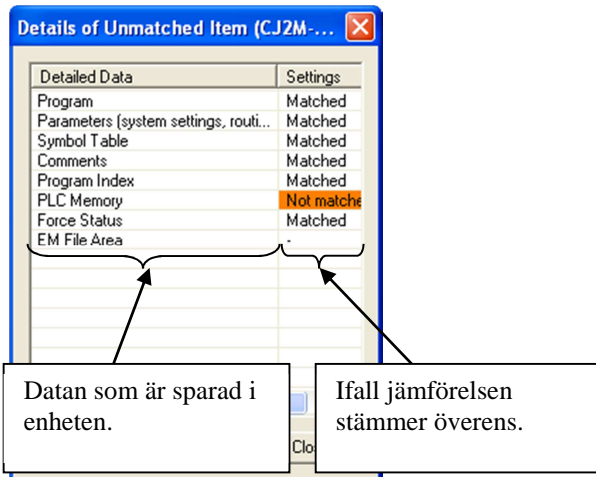 Details of Unmatched Item (CJ2M-...
Detailed Data Settings
Program Matched
Parameters (system settings, routi... Matched
Symbol Table Matched
Comments Matched
Program Index Matched
PLC Memory Not matche
Force Status Matched
EM File Area -
Datan som är sparad i
enheten.
Ifall jämförelsen
stämmer överens.
Clo